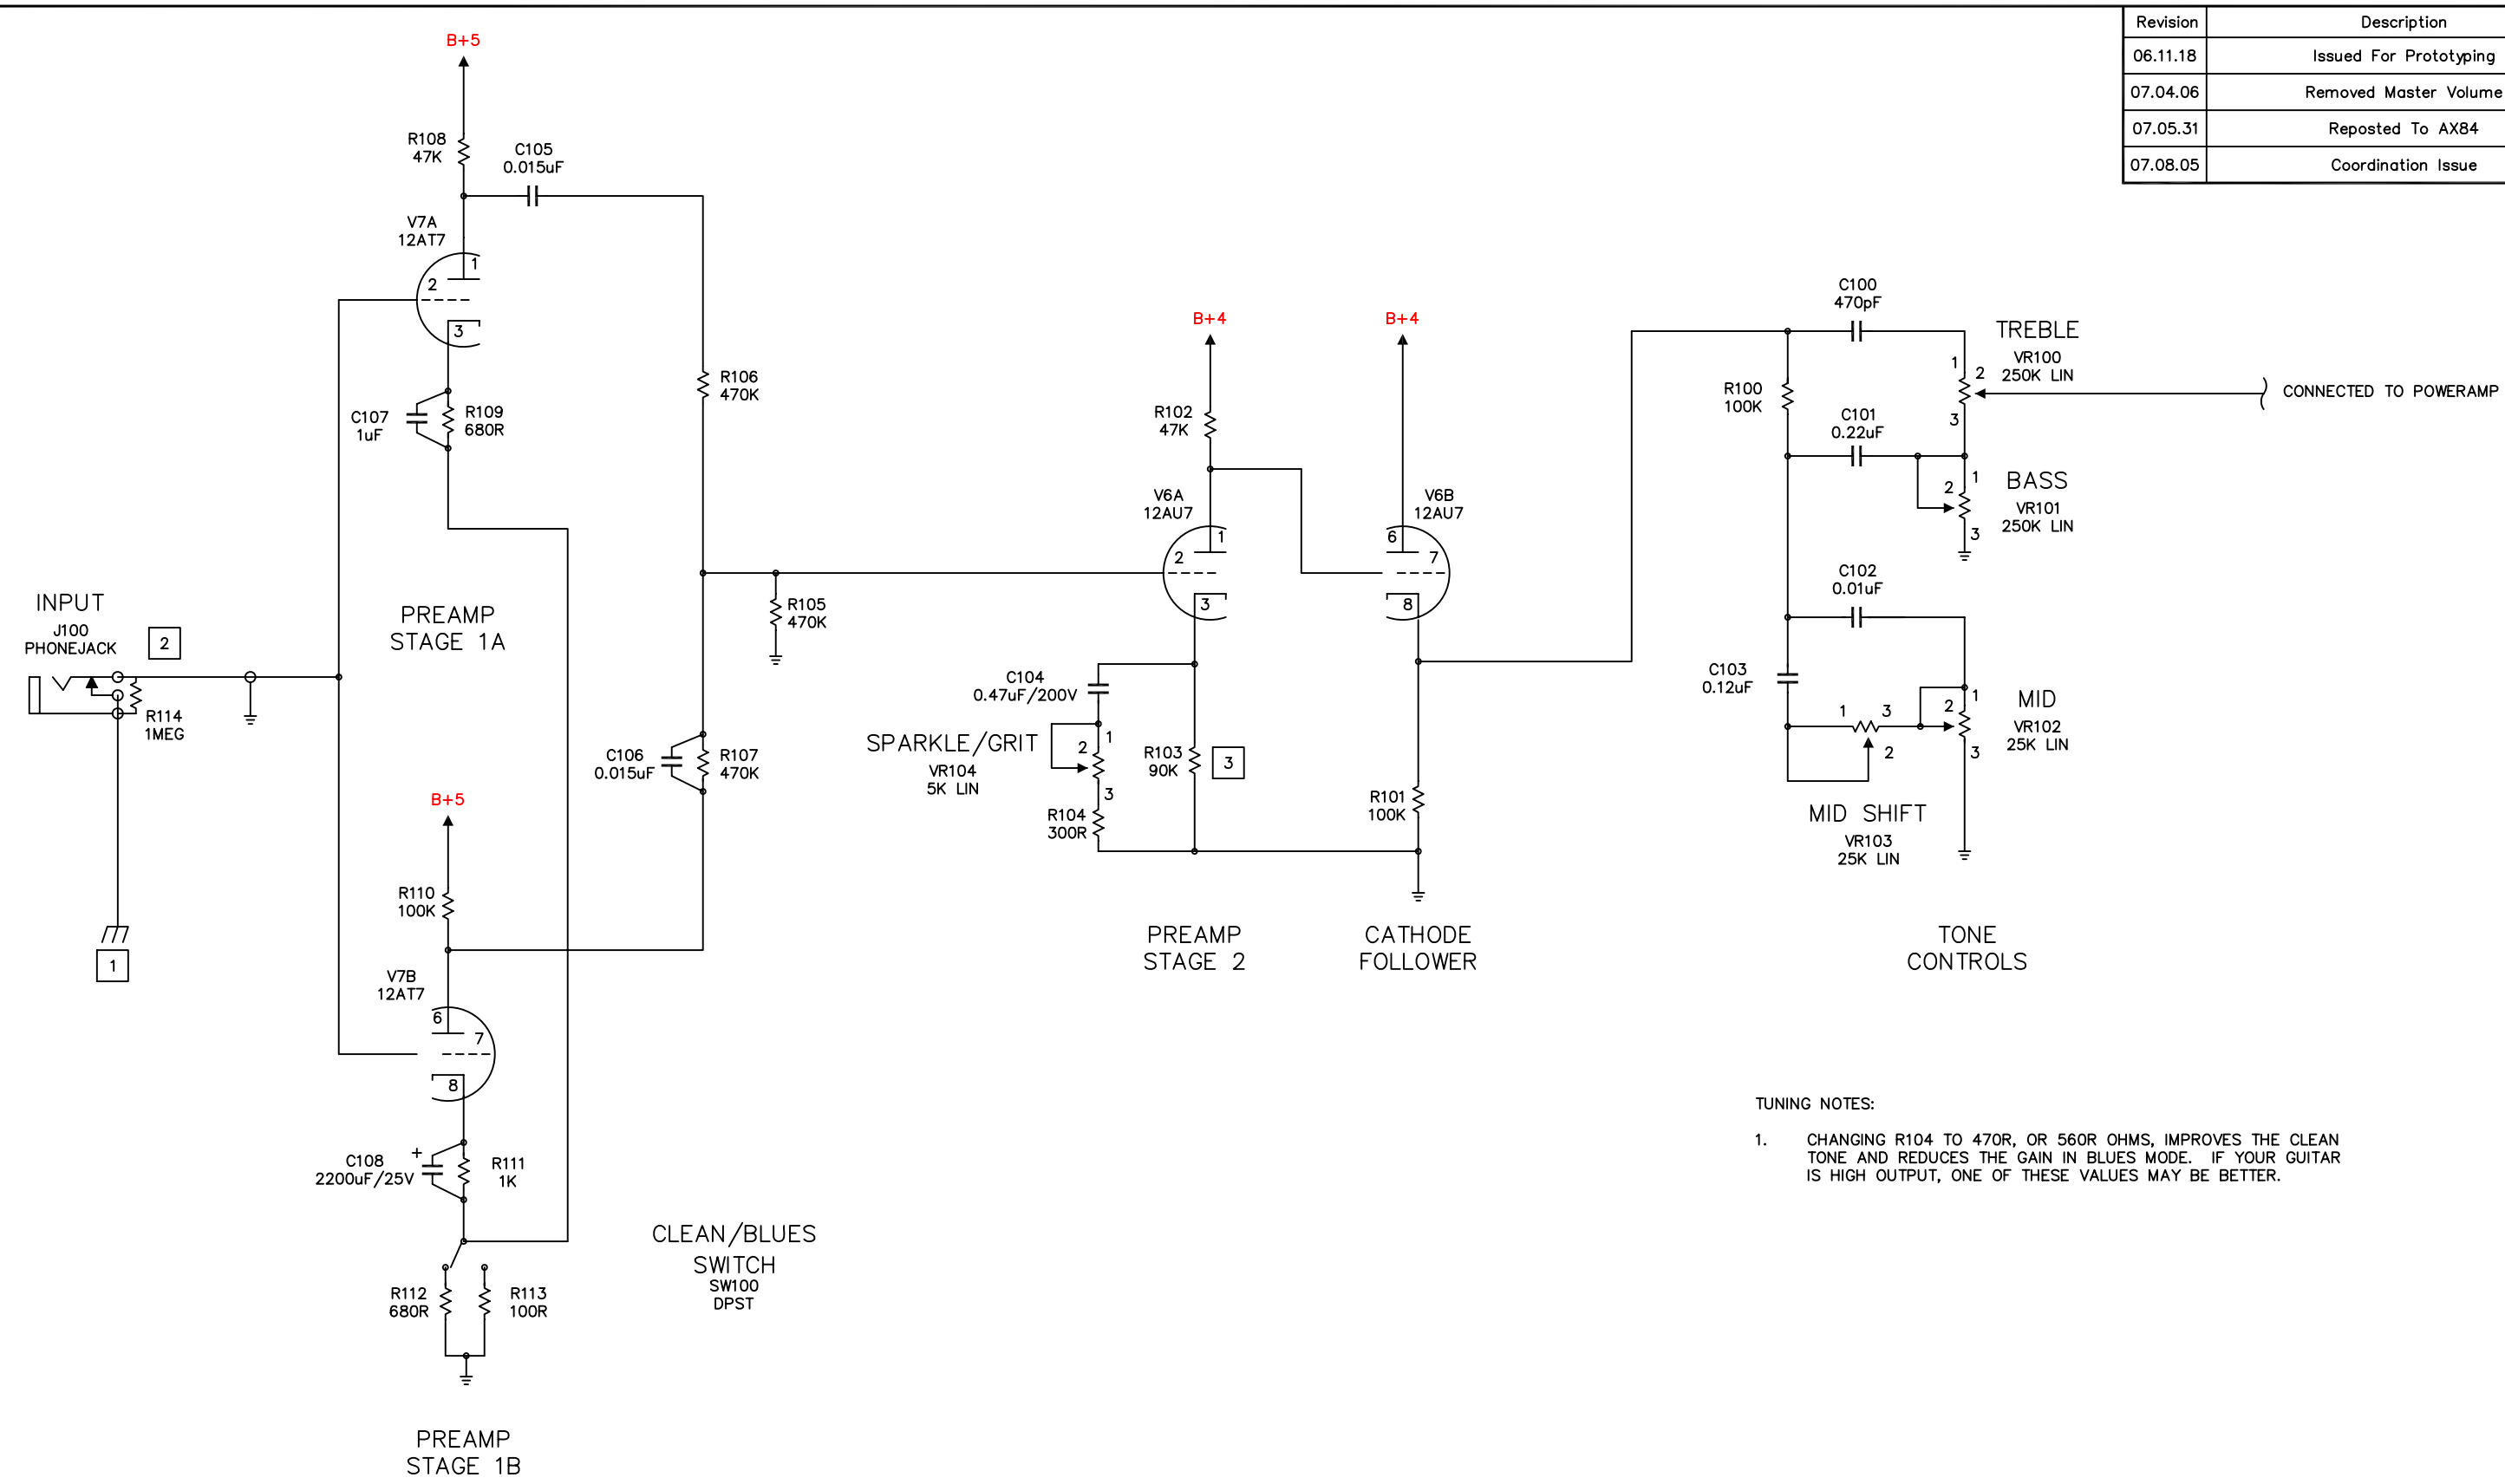 Revision Description
06.11.18 Issued For Prototyping
07.04.06 Removed Master Volume
07.05.31 Reposted To AX84
07.08.05 Coordination Issue
B+5
R108
47K
C105
0.015uF
V7A
12AT7
1
2
3
C107
1uF
R109
680R
PREAMP
STAGE 1A
INPUT
J100
PHONEJACK
2
R114
1MEG
1
R106
470K
R105
470K
C106
0.015uF
R107
470K
B+5
R110
100K
V7B
12AT7
6
7
8
C108
2200uF/25V
+
R111
1K
R112
680R
R113
100R
CLEAN/BLUES
SWITCH
SW100
DPST
PREAMP
STAGE 1B
B+4
R102
47K
V6A
12AU7
1
2
3
C104
0.47uF/200V
SPARKLE/GRIT
VR104
5K LIN
1
2
3
R104
300R
R103
90K
3
PREAMP
STAGE 2
B+4
V6B
12AU7
6
7
8
R101
100K
CATHODE
FOLLOWER
C100
470pF
TREBLE
VR100
250K LIN
1
2
3
CONNECTED TO POWERAMP
R100
100K
C101
0.22uF
BASS
VR101
250K LIN
1
2
3
C102
0.01uF
C103
0.12uF
MID
VR102
25K LIN
1
2
3
1
3
2
MID SHIFT
VR103
25K LIN
TONE
CONTROLS
TUNING NOTES:
1. CHANGING R104 TO 470R, OR 560R OHMS, IMPROVES THE CLEAN
TONE AND REDUCES THE GAIN IN BLUES MODE. IF YOUR GUITAR
IS HIGH OUTPUT, ONE OF THESE VALUES MAY BE BETTER.